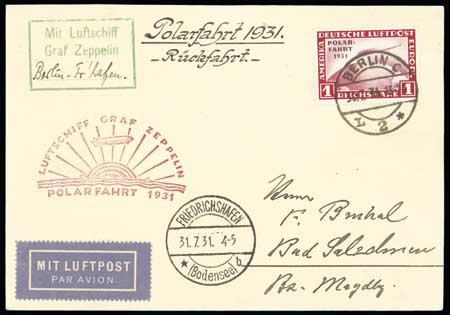 Mit Luftschiff
Graf Zeppelin
Berlin-Fr'hafen.
Polarfahrt 1931.
-Rückfahrt.-
DEUTSCHE LUFTPOST
AMERIKA
EUROPA
POLAR-
FAHRT
1931
1 REICHSMARK 1
BERLIN C
2
LUFTSCHIFF GRAF ZEPPELIN
POLARFAHRT 1931
FRIEDRICHSHAFEN
31.7.31. 4-5
(Bodensee) b
MIT LUFTPOST
PAR AVION
Herrn
Bad Salzelmen
Bz. Magdbg.